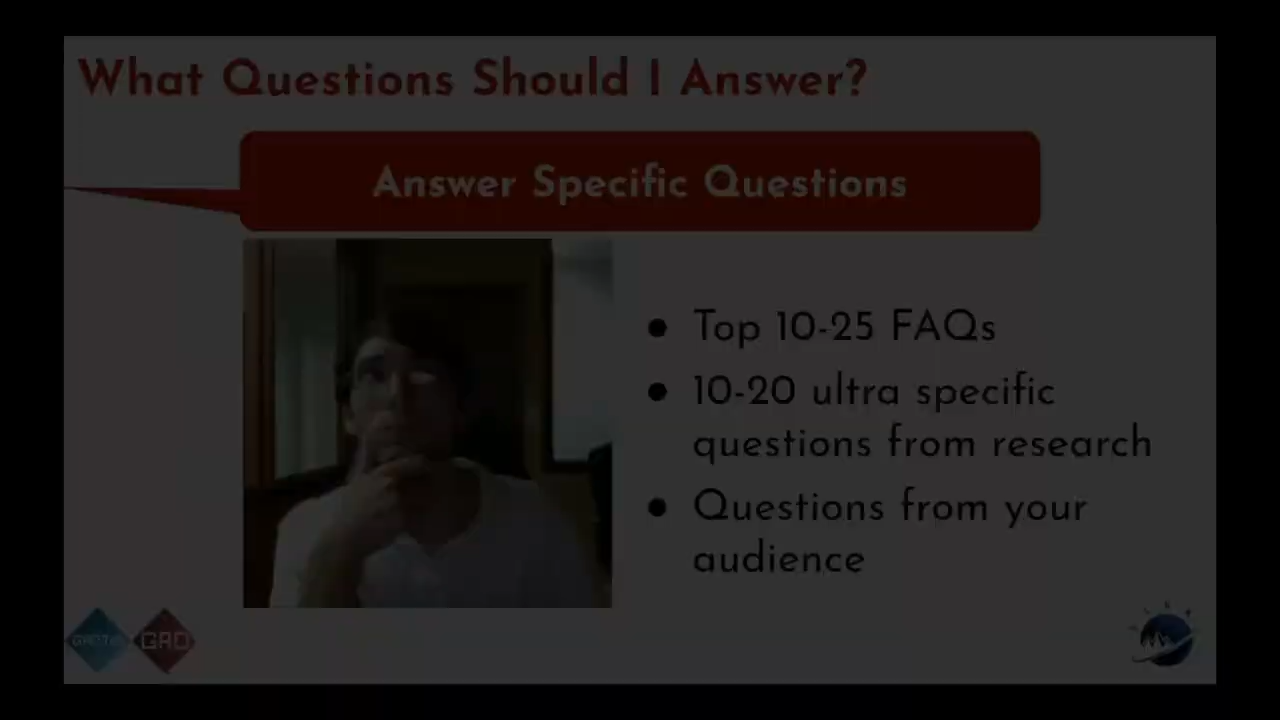 What Questions Should I Answer?
Answer Specific Questions
Top 10-25 FAQs
10-20 ultra specific
questions from research
Questions from your
audience
GAO